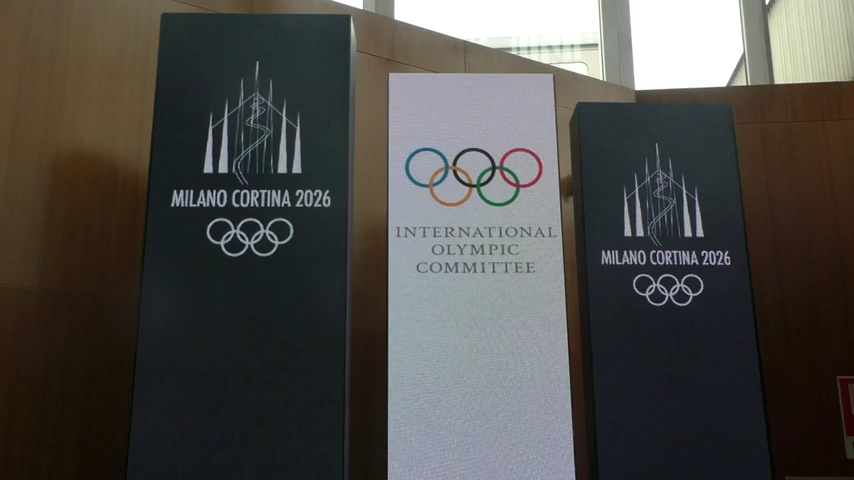 MILANO CORTINA 2026
INTERNATIONAL
OLYMPIC
COMMITTEE
MILANO CORTINA 2026